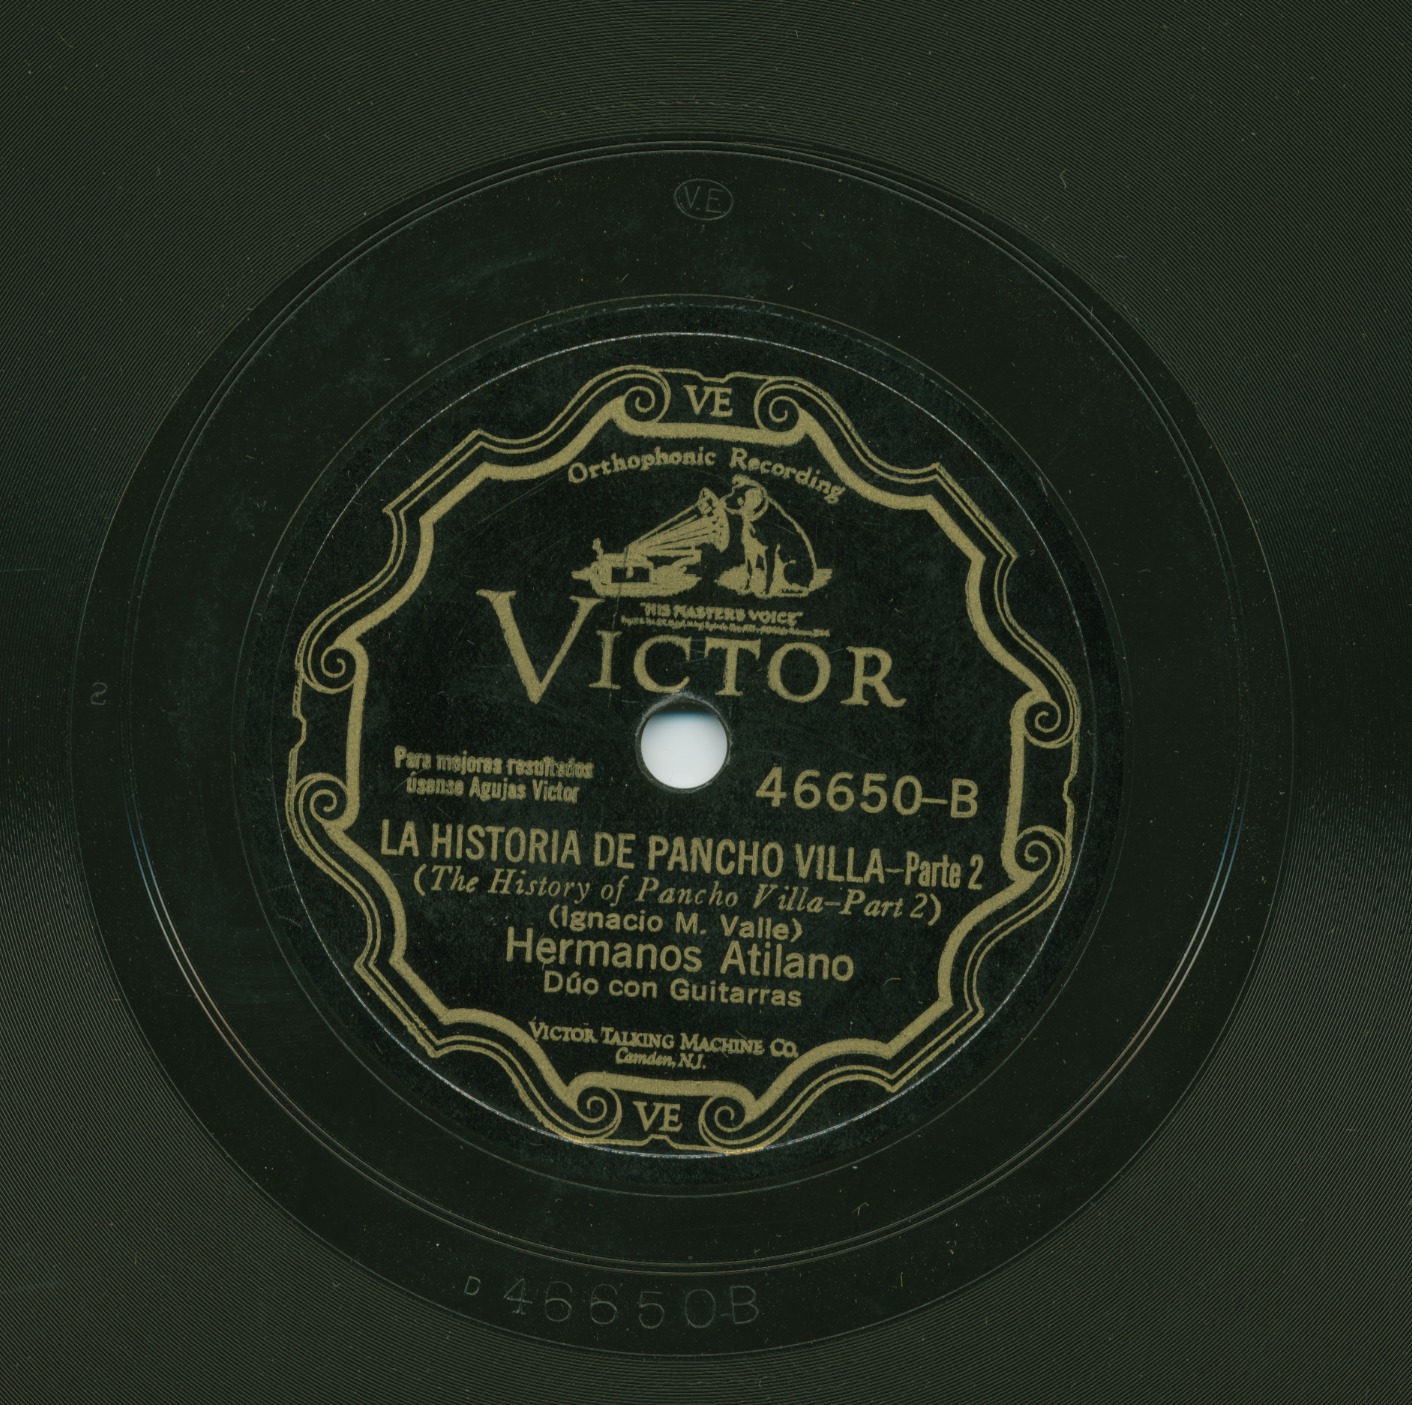 V.E
VE
Orthophonic Recording
"HIS MASTER'S VOICE"
VICTOR
Para mejores resultados
úsense Agujas Victor
46650-B
LA HISTORIA DE PANCHO VILLA-Parte 2
(The History of Pancho Villa-Part 2)
(Ignacio M. Valle)
Hermanos Atilano
Dúo con Guitarras
VICTOR TALKING MACHINE CO.
Camden, N.J.
VE
D 46650B